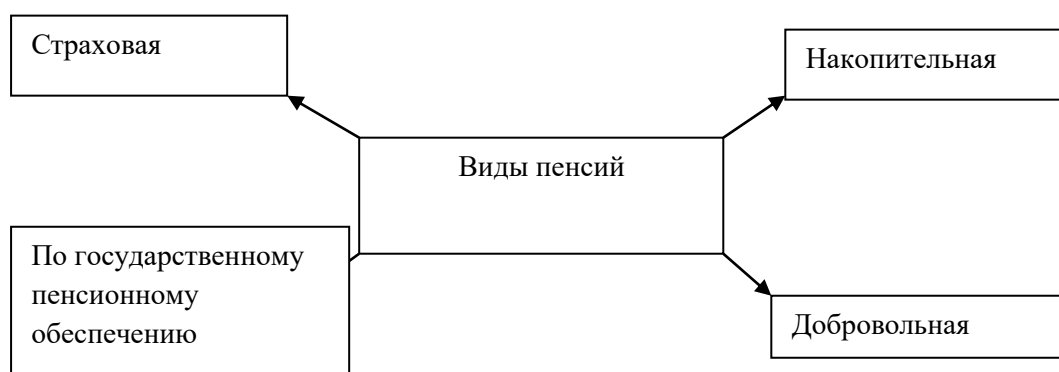 Страховая
Накопительная
Виды пенсий
По государственному
пенсионному
обеспечению
Добровольная